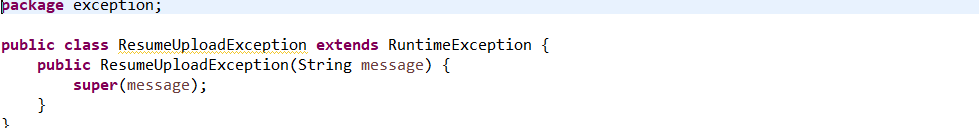 package exception;
public class ResumeUploadException extends RuntimeException {
    public ResumeUploadException(String message) {
        super(message);
    }
}